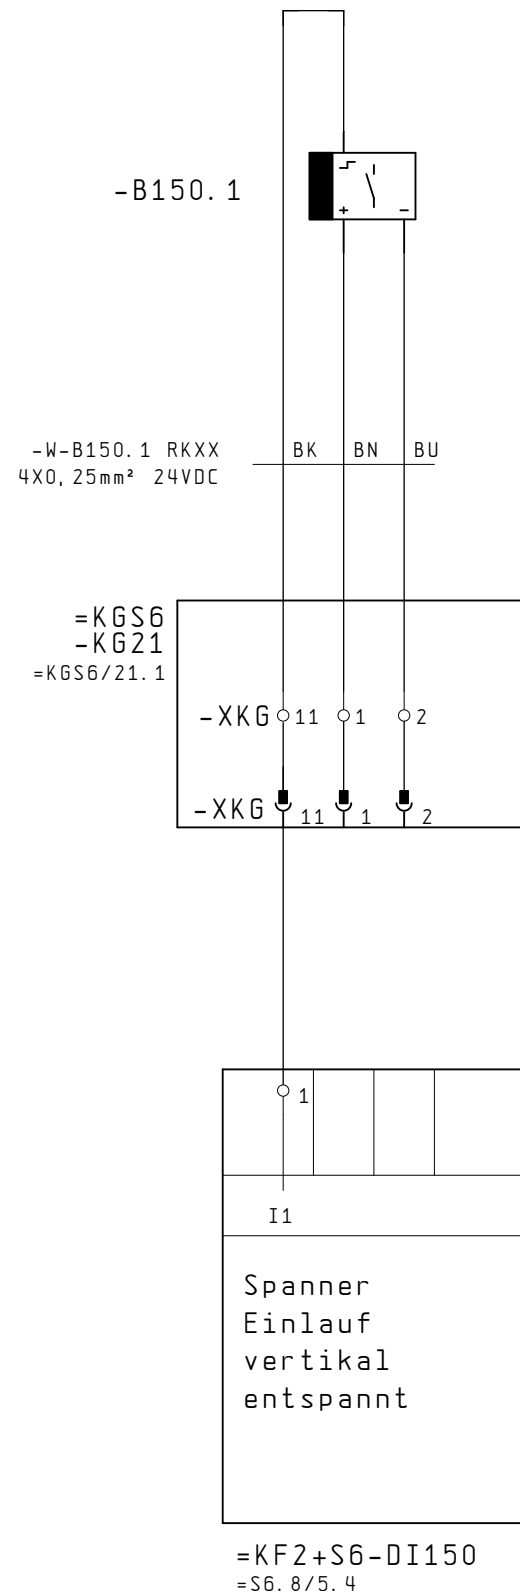 -B150.1
+ -
-W-B150.1 RKXX
4X0,25mm² 24VDC
BK BN BU
=KGS6
-KG21
=KGS6/21.1
-XKG 11 1 2
-XKG 11 1 2
1
I1
Spanner
Einlauf
vertikal
entspannt
=KF2+S6-DI150
=S6.8/5.4